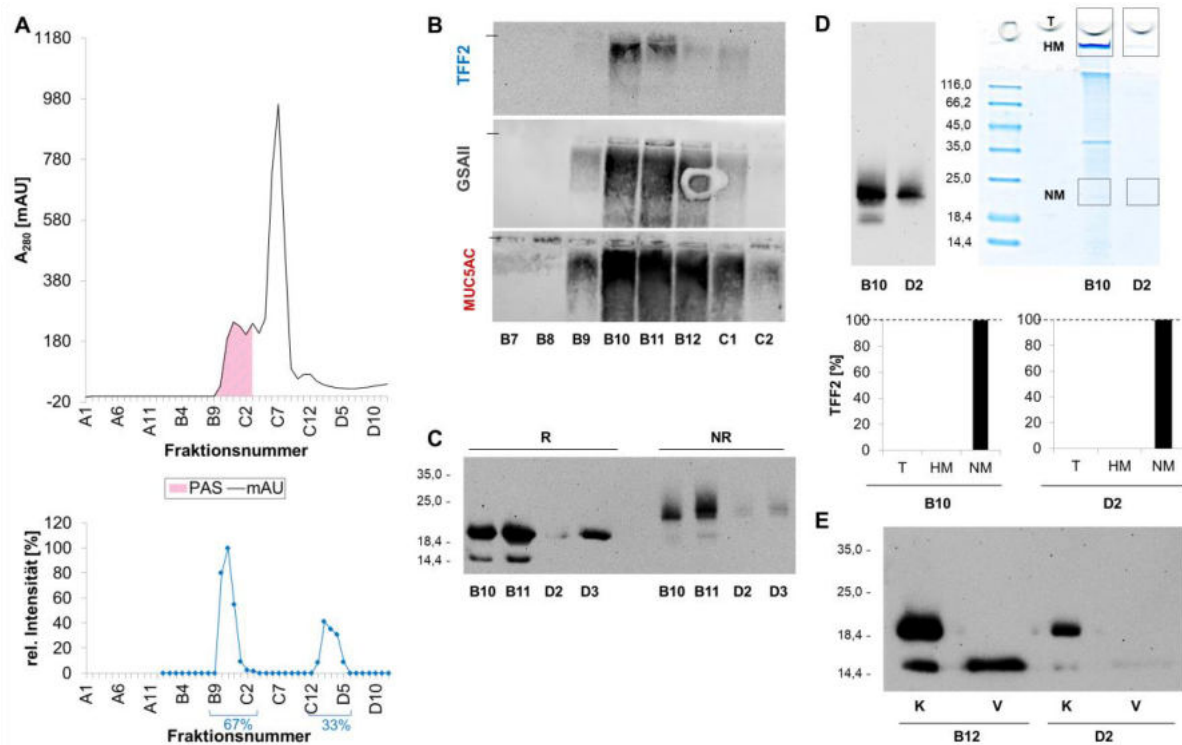 A
1180
980
780
580
380
180
-20
A280 [mAU]
A1 A6 A11 B4 B9 C2 C7 C12 D5 D10
Fraktionsnummer
PAS mAU
120
100
80
60
40
20
0
rel. Intensität [%]
A1 A6 A11 B4 B9 C2 C7 C12 D5 D10
67% 33%
Fraktionsnummer
B
TFF2
GSAII
MUC5AC
B7 B8 B9 B10 B11 B12 C1 C2
C
R NR
35,0 -
25,0 -
18,4 -
14,4 -
B10 B11 D2 D3 B10 B11 D2 D3
D
T
HM
116,0
66,2
45,0
35,0
25,0
NM
18,4
14,4
B10 D2 B10 D2
100
80
60
40
20
0
TFF2 [%]
T HM NM
B10
100
80
60
40
20
0
T HM NM
D2
E
35,0 -
25,0 -
18,4 -
14,4 -
K V K V
B12 D2